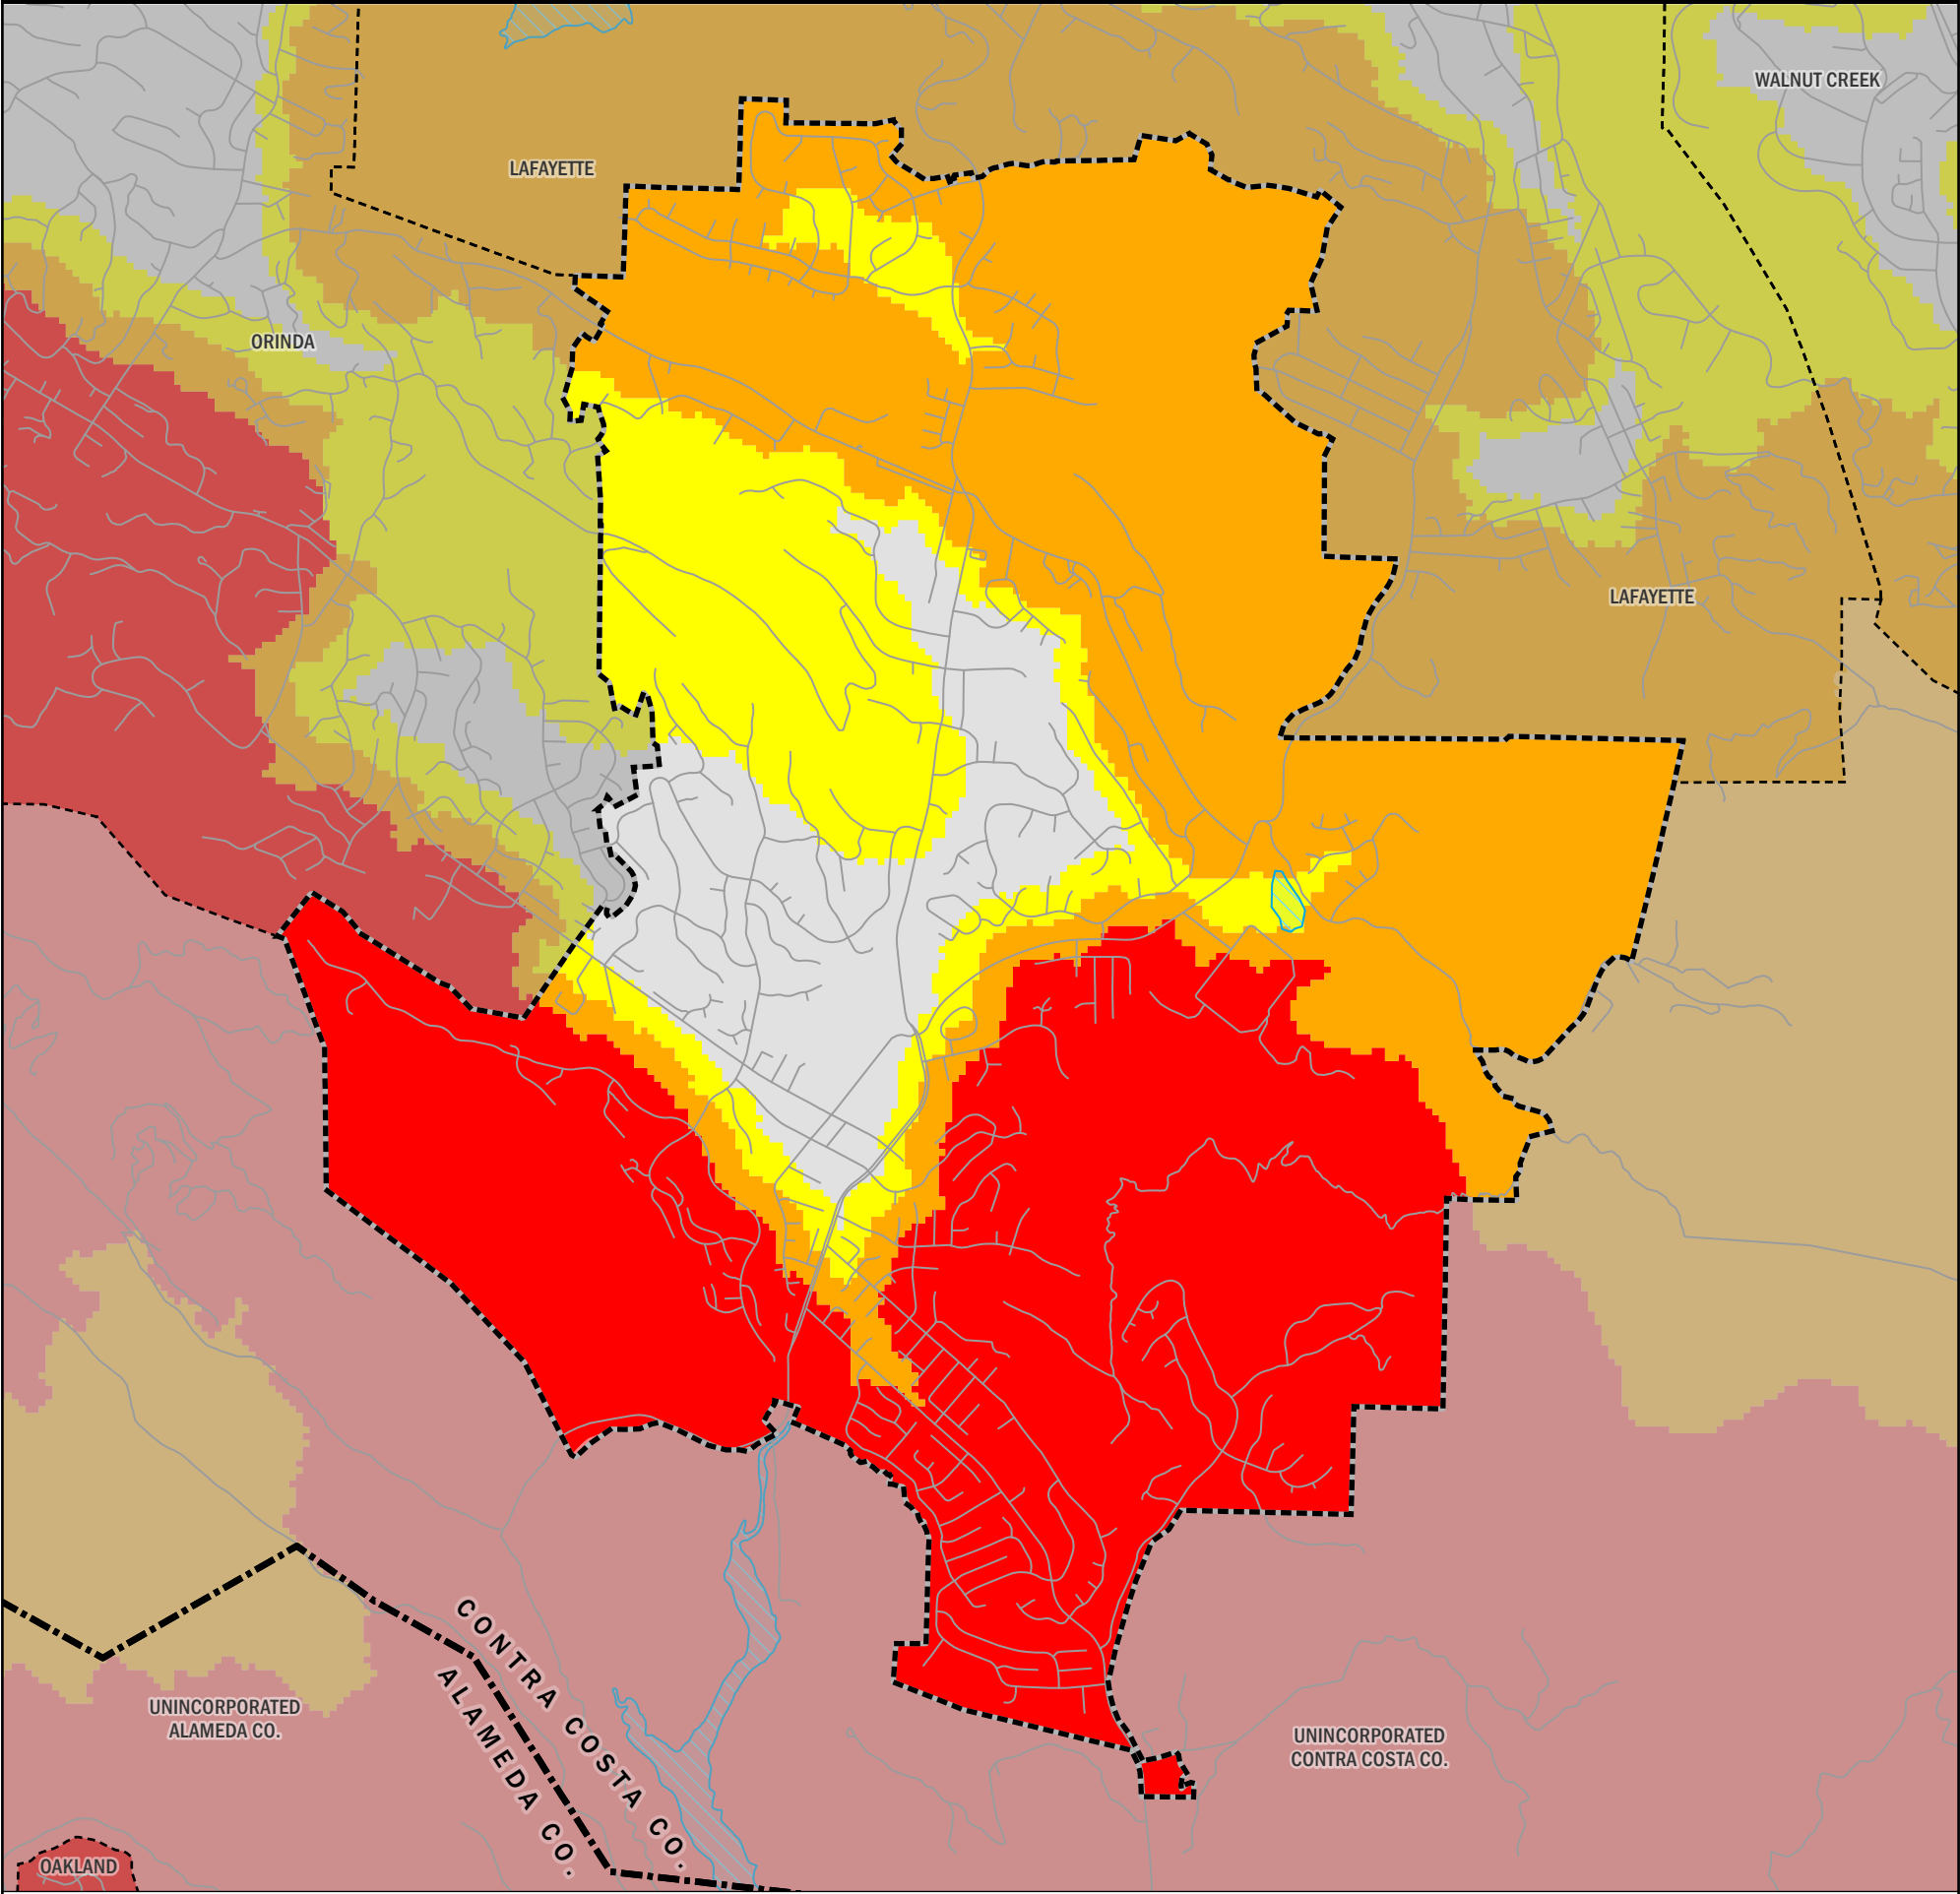 WALNUT CREEK
LAFAYETTE
ORINDA
LAFAYETTE
CONTRA COSTA CO.
ALAMEDA CO.
UNINCORPORATED
ALAMEDA CO.
UNINCORPORATED
CONTRA COSTA CO.
OAKLAND